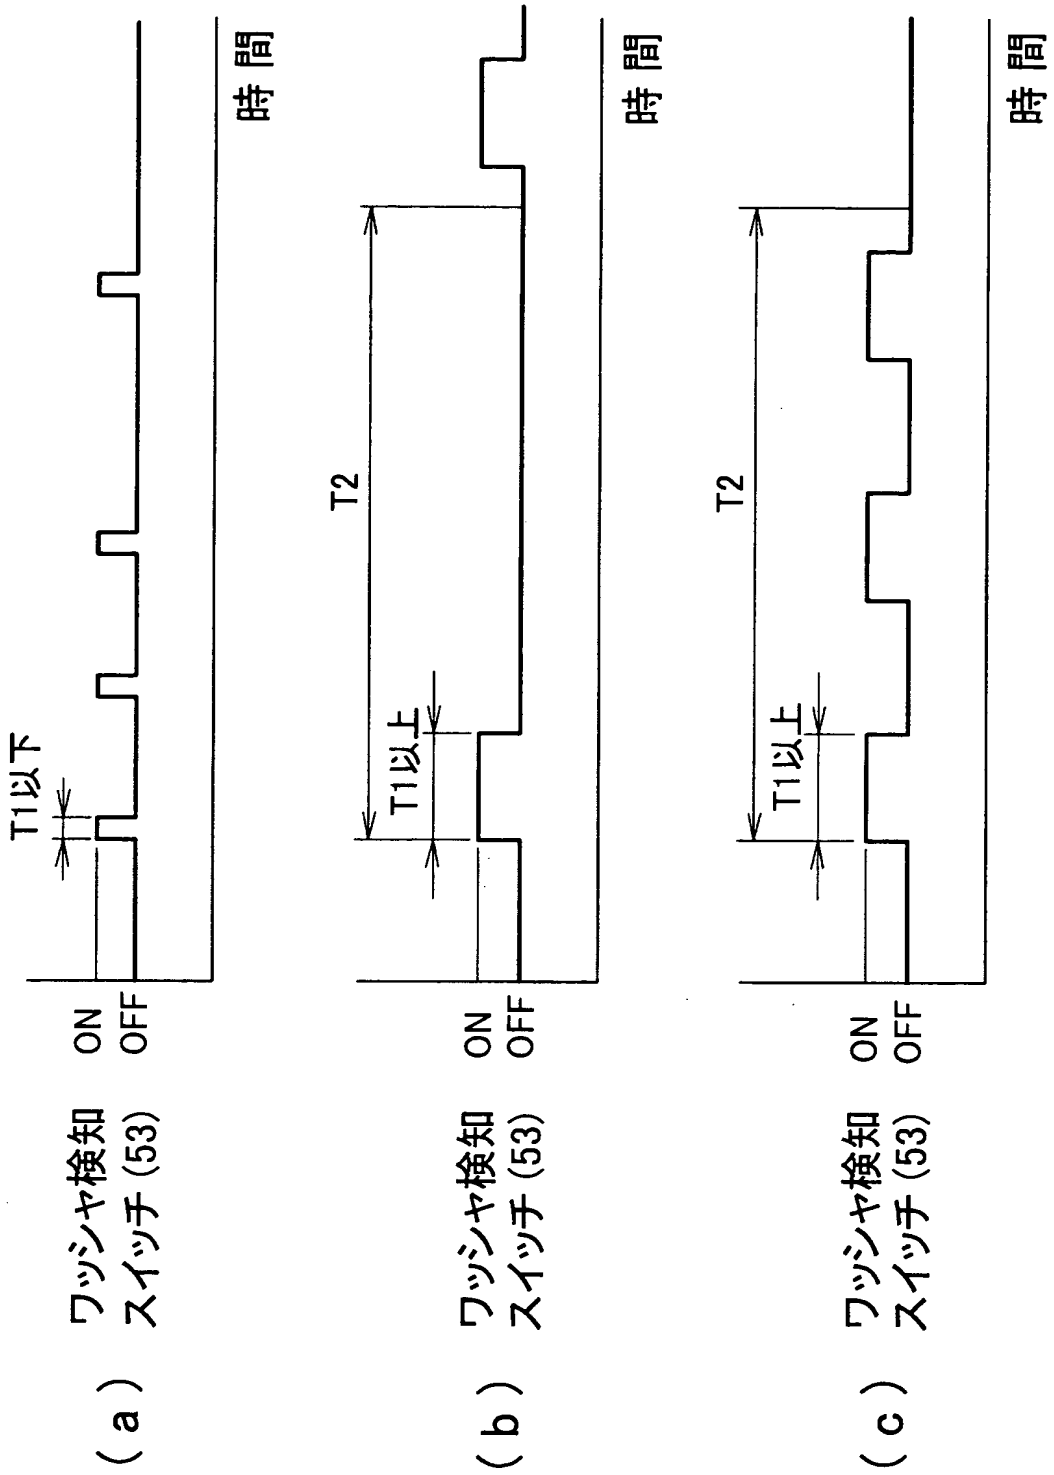 (a)
ワッシャ検知
スイッチ(53)
ON
OFF
T1以下
時間
(b)
ワッシャ検知
スイッチ(53)
ON
OFF
T1以上
T2
時間
(c)
ワッシャ検知
スイッチ(53)
ON
OFF
T1以上
T2
時間